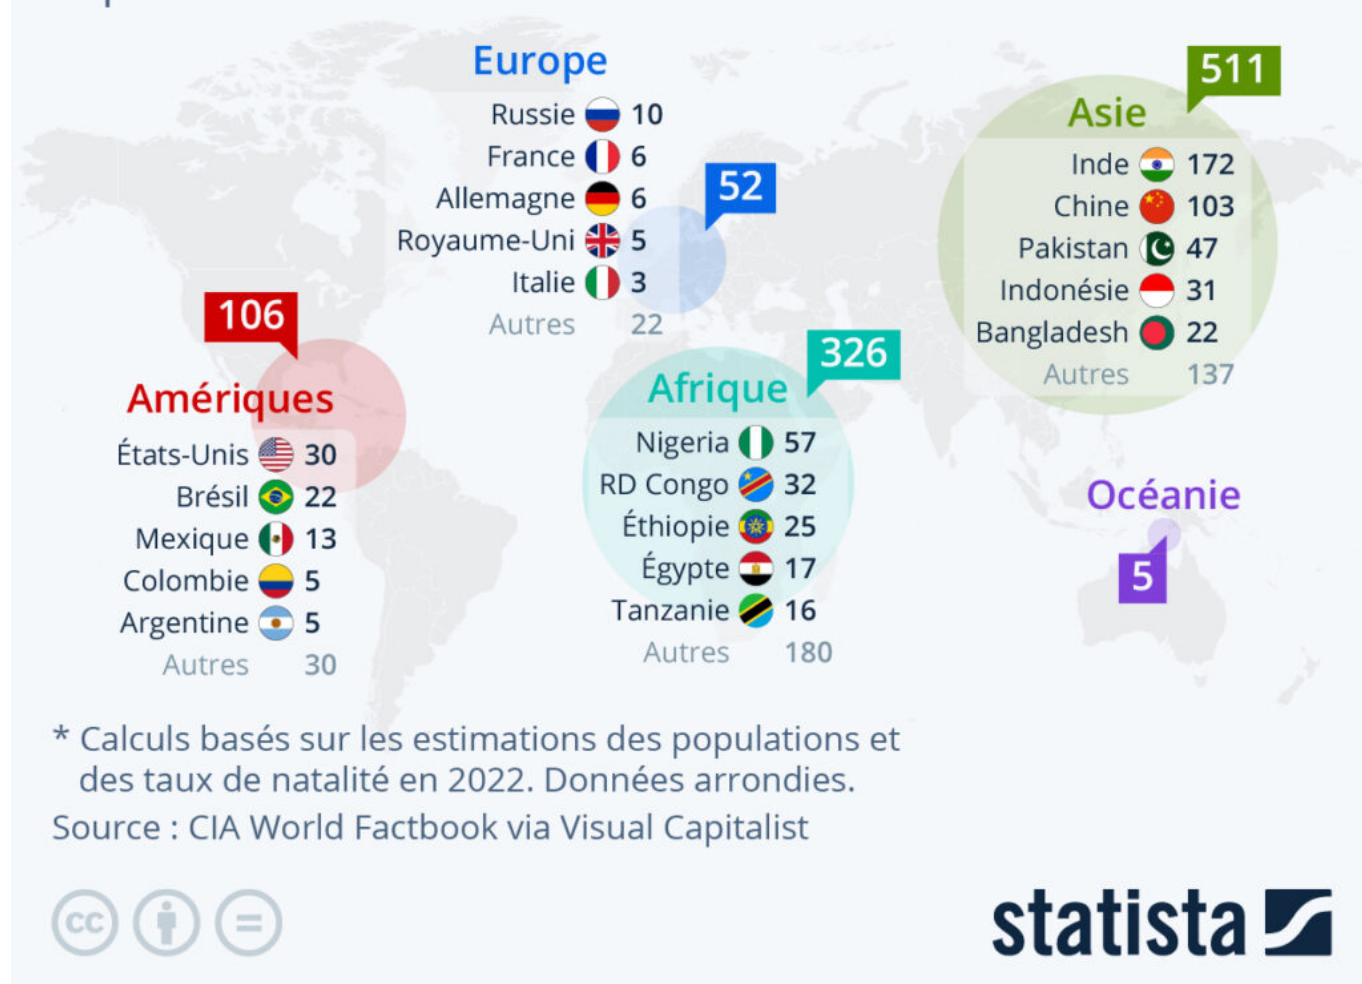 Europe
Russie 10
France 6
Allemagne 6
Royaume-Uni 5
Italie 3
Autres 22
52
511
Asie
Inde 172
Chine 103
Pakistan 47
Indonésie 31
Bangladesh 22
Autres 137
106
Amériques
États-Unis 30
Brésil 22
Mexique 13
Colombie 5
Argentine 5
Autres 30
326
Afrique
Nigeria 57
RD Congo 32
Éthiopie 25
Égypte 17
Tanzanie 16
Autres 180
Océanie
5
* Calculs basés sur les estimations des populations et
des taux de natalité en 2022. Données arrondies.
Source : CIA World Factbook via Visual Capitalist
cc
statista